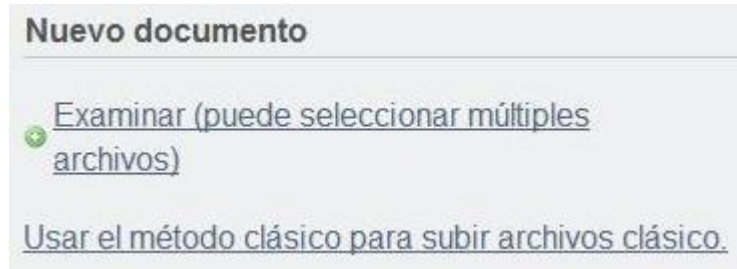 Nuevo documento
Examinar (puede seleccionar múltiples
archivos)
Usar el método clásico para subir archivos clásico.